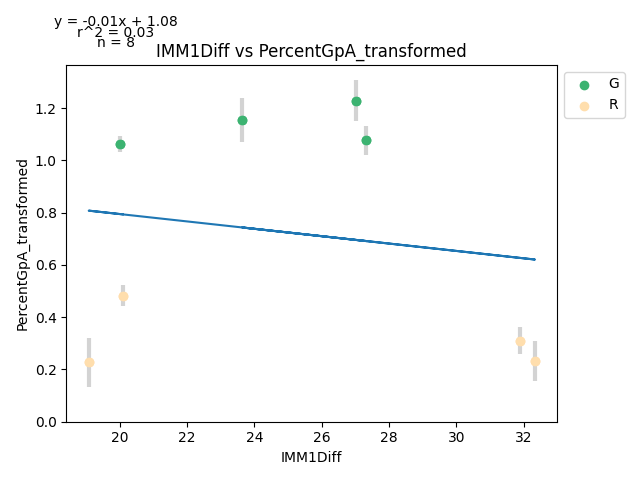 y = -0.01x + 1.08
r^2 = 0.03
n = 8
IMM1Diff vs PercentGpA_transformed
G
R
1.2
1.0
0.8
0.6
0.4
0.2
0.0
PercentGpA_transformed
20 22 24 26 28 30 32
IMM1Diff